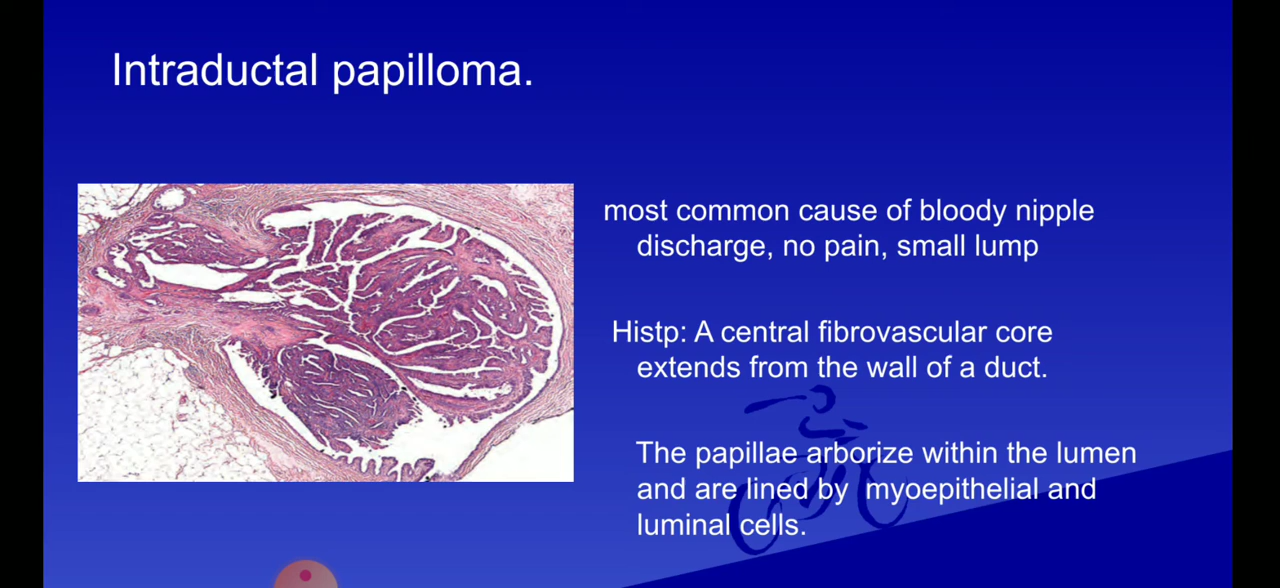 Intraductal papilloma.
most common cause of bloody nipple
discharge, no pain, small lump
Histp: A central fibrovascular core
extends from the wall of a duct.
The papillae arborize within the lumen
and are lined by myoepithelial and
luminal cells.